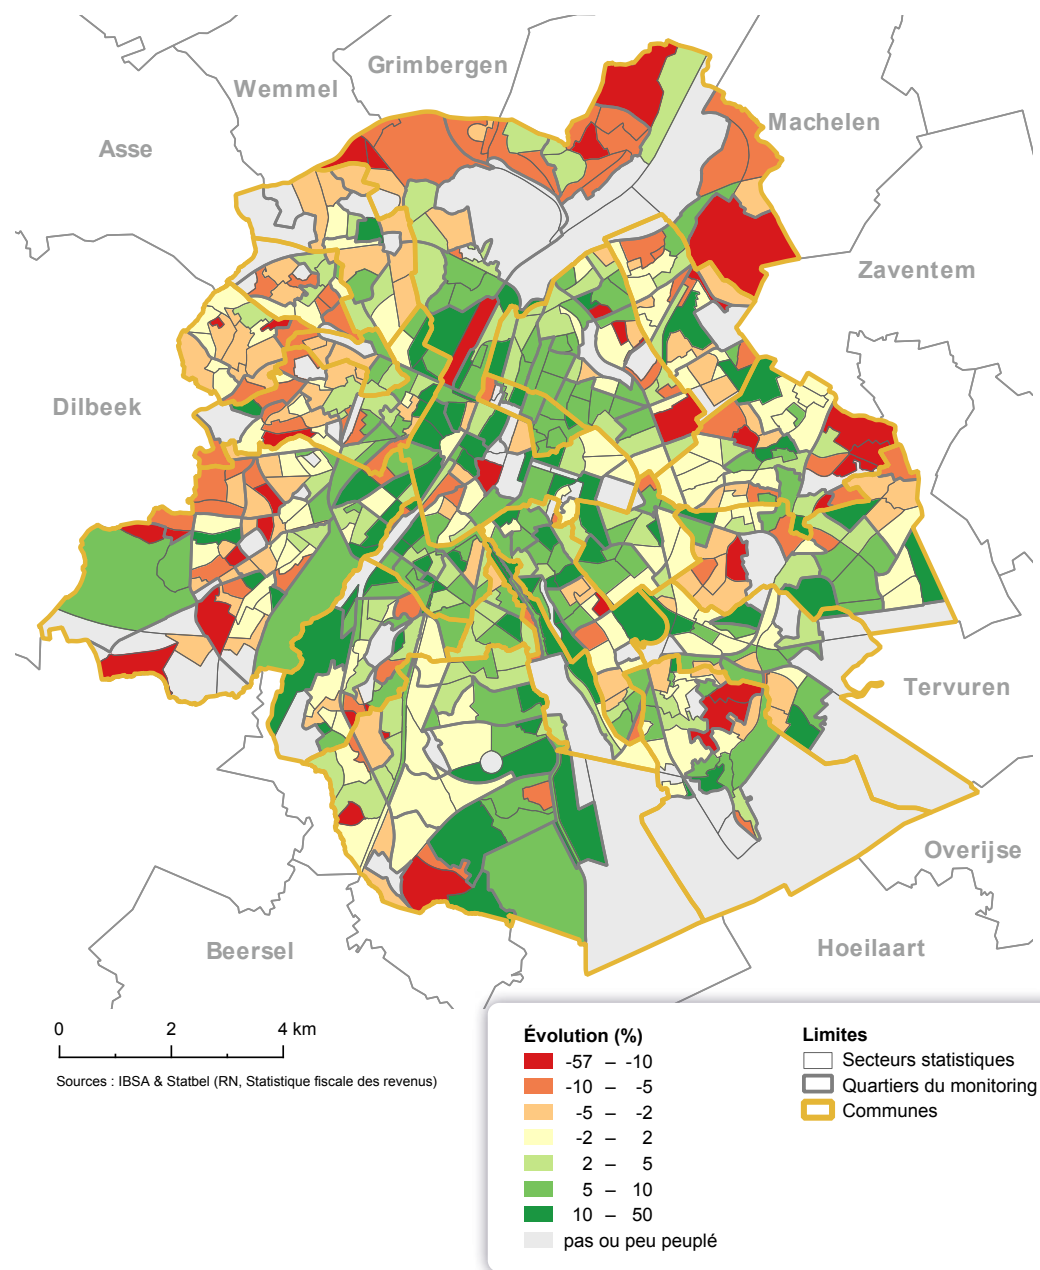 Grimbergen
Wemmel
Machelen
Asse
Zaventem
Dilbeek
Tervuren
Overijse
Beersel
Hoeilaart
0 2 4 km
Sources : IBSA & Statbel (RN, Statistique fiscale des revenus)
Évolution (%)
-57 – -10
-10 – -5
-5 – -2
-2 – 2
2 – 5
5 – 10
10 – 50
pas ou peu peuplé
Limites
Secteurs statistiques
Quartiers du monitoring
Communes